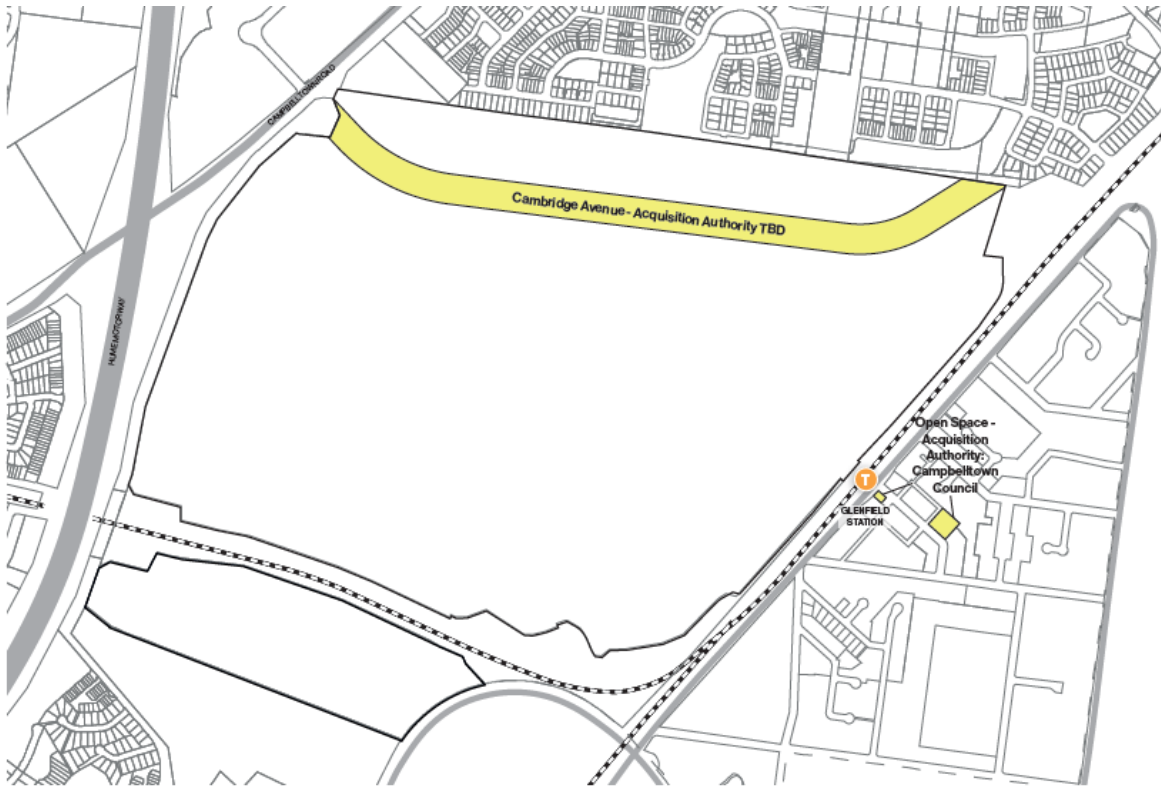 CAMPBELLTOWN ROAD
Cambridge Avenue - Acquisition Authority TBD
HUME MOTORWAY
Open Space -
Acquisition
Authority:
Campbelltown
Council
T
GLENFIELD
STATION